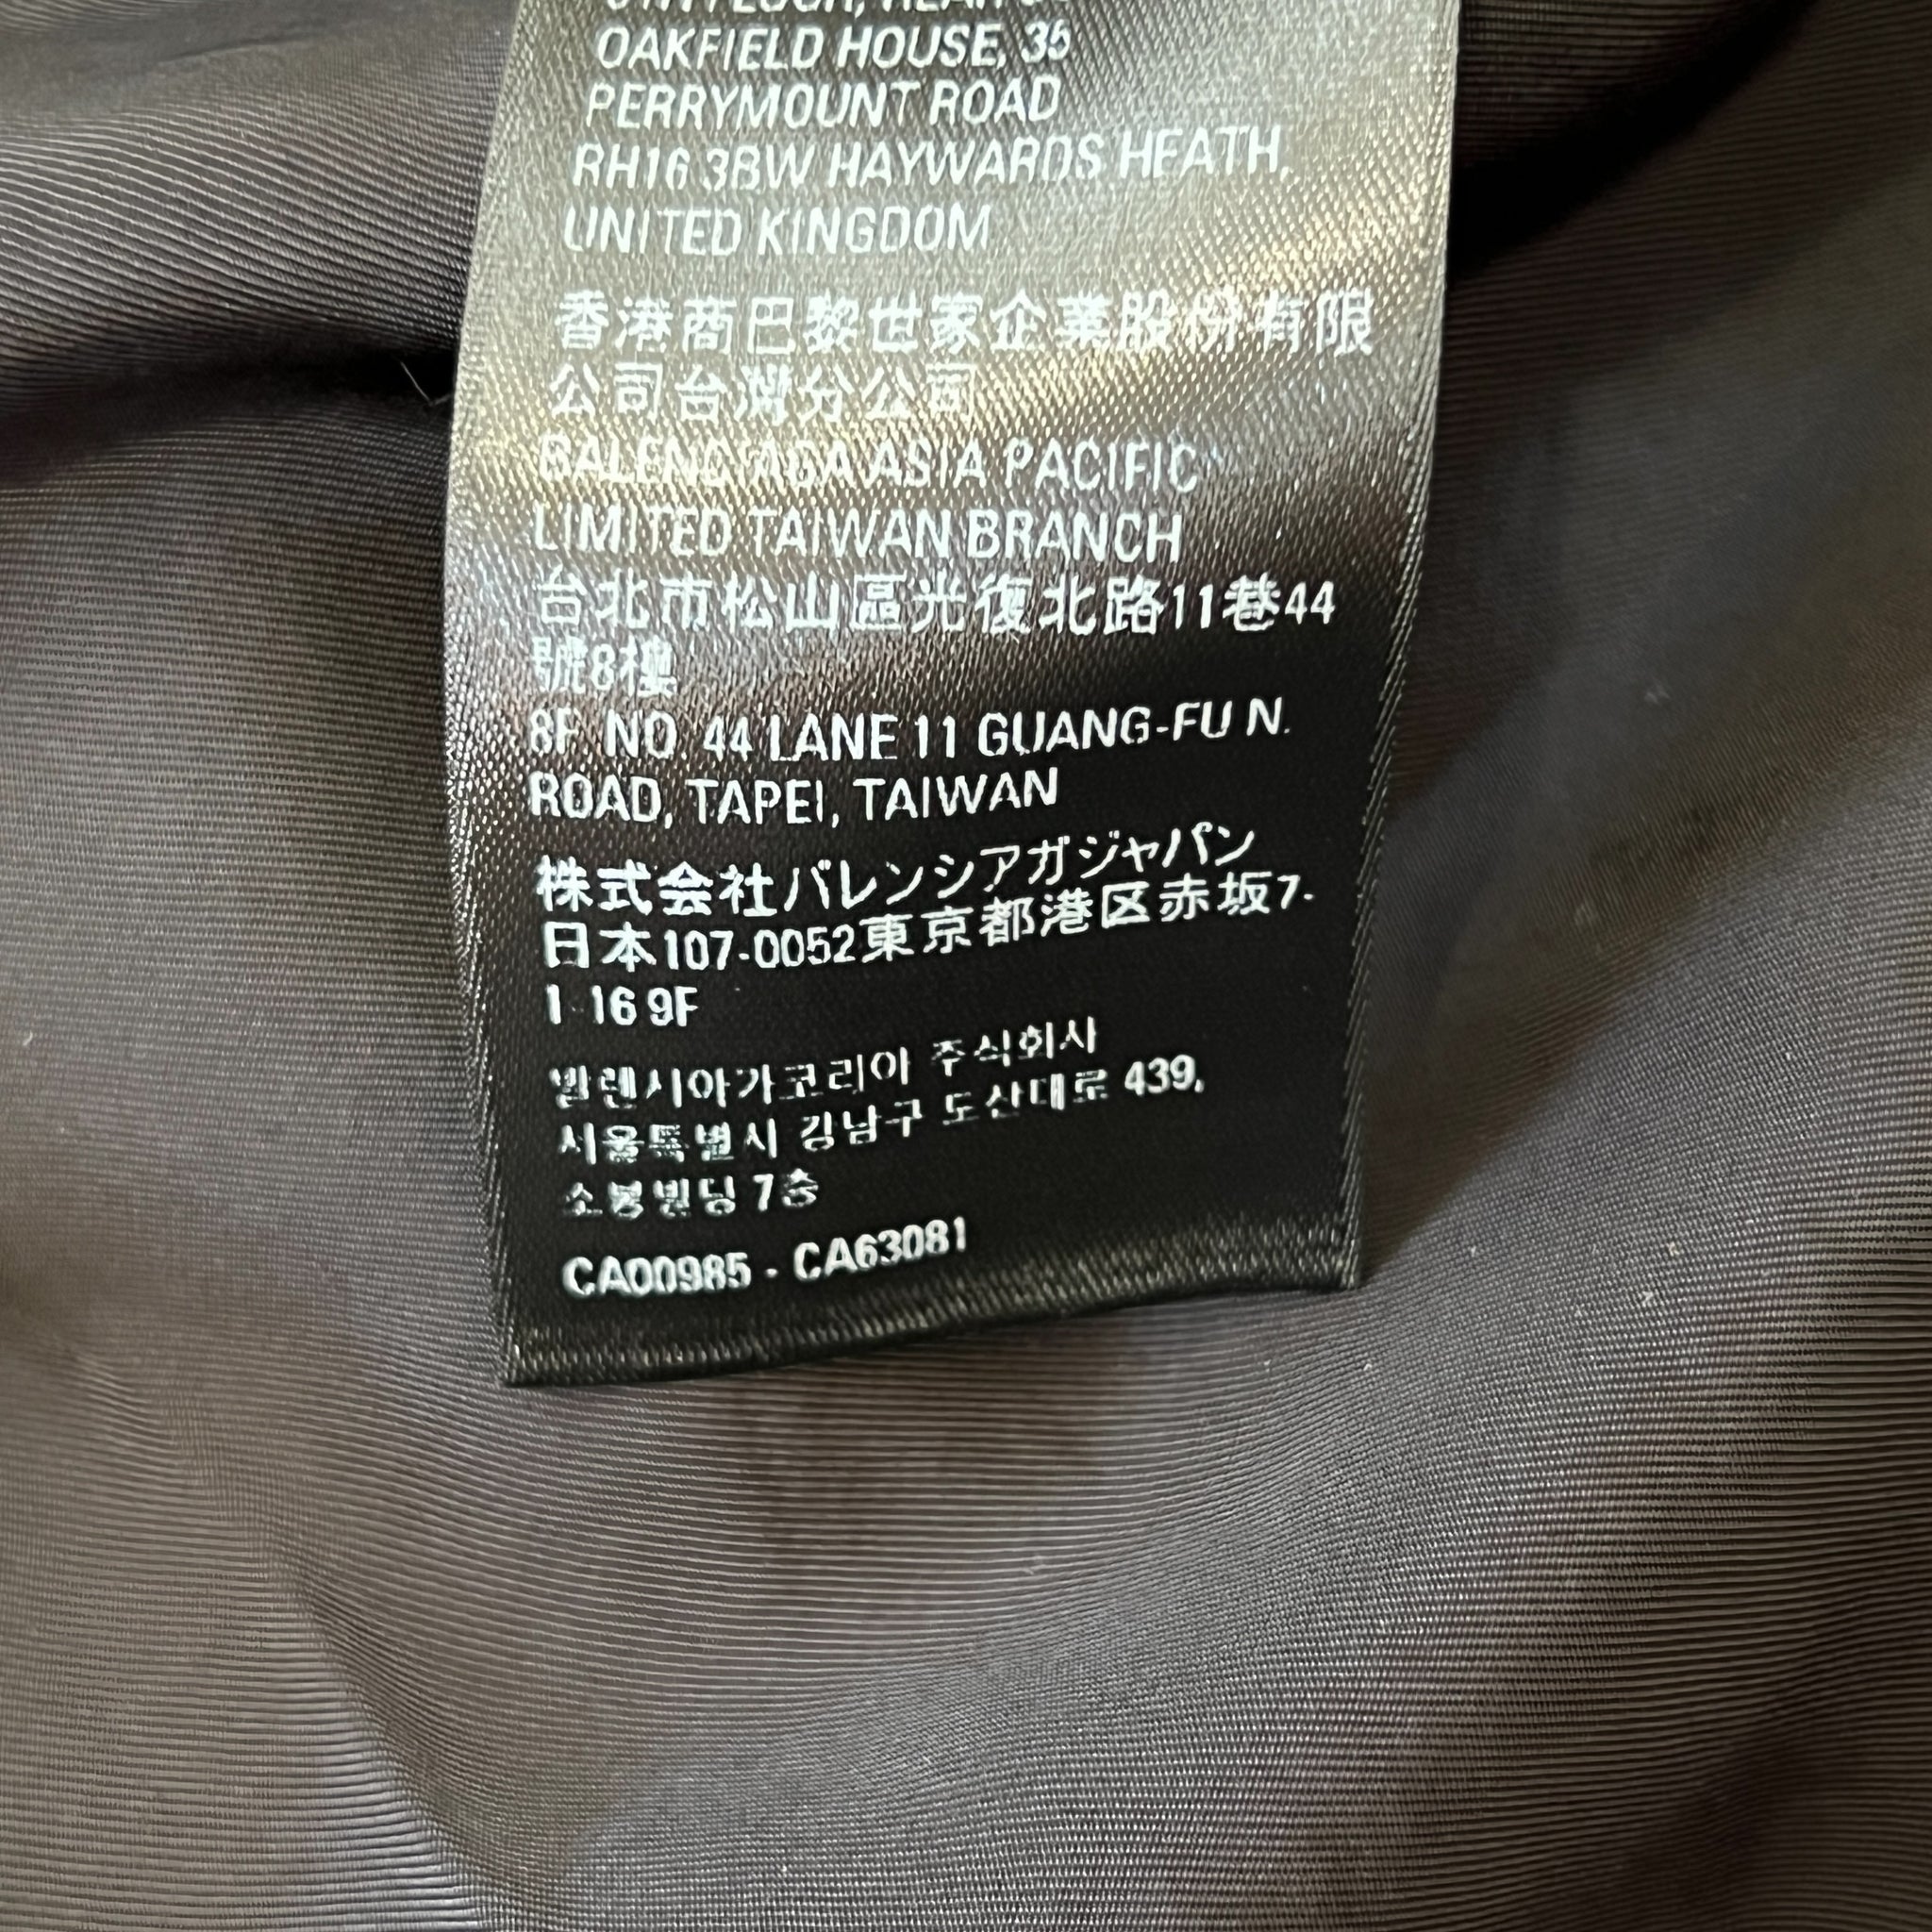 OAKFIELD HOUSE, 35
PERRYMOUNT ROAD
RH16 3BW HAYWARDS HEATH,
UNITED KINGDOM
香港商巴黎世家企業股份有限
公司台灣分公司
BALENCIAGA ASIA PACIFIC
LIMITED TAIWAN BRANCH
台北市松山區光復北路11巷44
號8樓
8F. NO. 44 LANE 11 GUANG-FU N.
ROAD, TAPEI, TAIWAN
株式会社バレンシアガジャパン
日本107-0052東京都港区赤坂7-
1-16 9F
발렌시아가코리아 주식회사
서울특별시 강남구 도산대로 439,
소봉빌딩 7층
CA00985 - CA63081